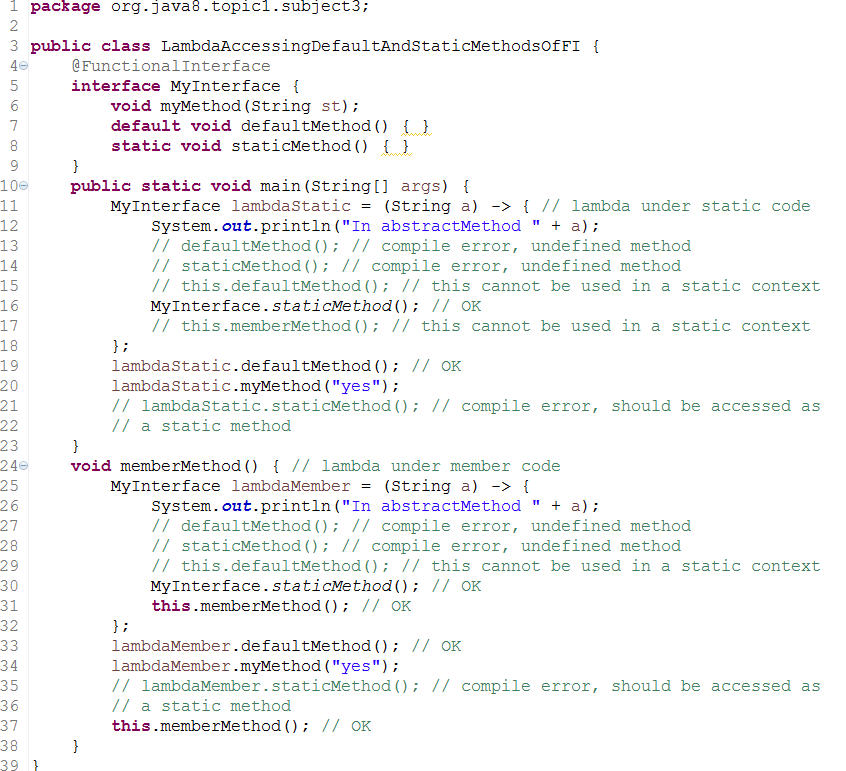 1 package org.java8.topic1.subject3;
2
3 public class LambdaAccessingDefaultAndStaticMethodsOfFI {
4 @FunctionalInterface
5 interface MyInterface {
6 void myMethod(String st);
7 default void defaultMethod() { }
8 static void staticMethod() { }
9 }
10 public static void main(String[] args) {
11 MyInterface lambdaStatic = (String a) -> { // lambda under static code
12 System.out.println("In abstractMethod " + a);
13 // defaultMethod(); // compile error, undefined method
14 // staticMethod(); // compile error, undefined method
15 // this.defaultMethod(); // this cannot be used in a static context
16 MyInterface.staticMethod(); // OK
17 // this.memberMethod(); // this cannot be used in a static context
18 };
19 lambdaStatic.defaultMethod(); // OK
20 lambdaStatic.myMethod("yes");
21 // lambdaStatic.staticMethod(); // compile error, should be accessed as
22 // a static method
23 }
24 void memberMethod() { // lambda under member code
25 MyInterface lambdaMember = (String a) -> {
26 System.out.println("In abstractMethod " + a);
27 // defaultMethod(); // compile error, undefined method
28 // staticMethod(); // compile error, undefined method
29 // this.defaultMethod(); // this cannot be used in a static context
30 MyInterface.staticMethod(); // OK
31 this.memberMethod(); // OK
32 };
33 lambdaMember.defaultMethod(); // OK
34 lambdaMember.myMethod("yes");
35 // lambdaMember.staticMethod(); // compile error, should be accessed as
36 // a static method
37 this.memberMethod(); // OK
38 }
39 }